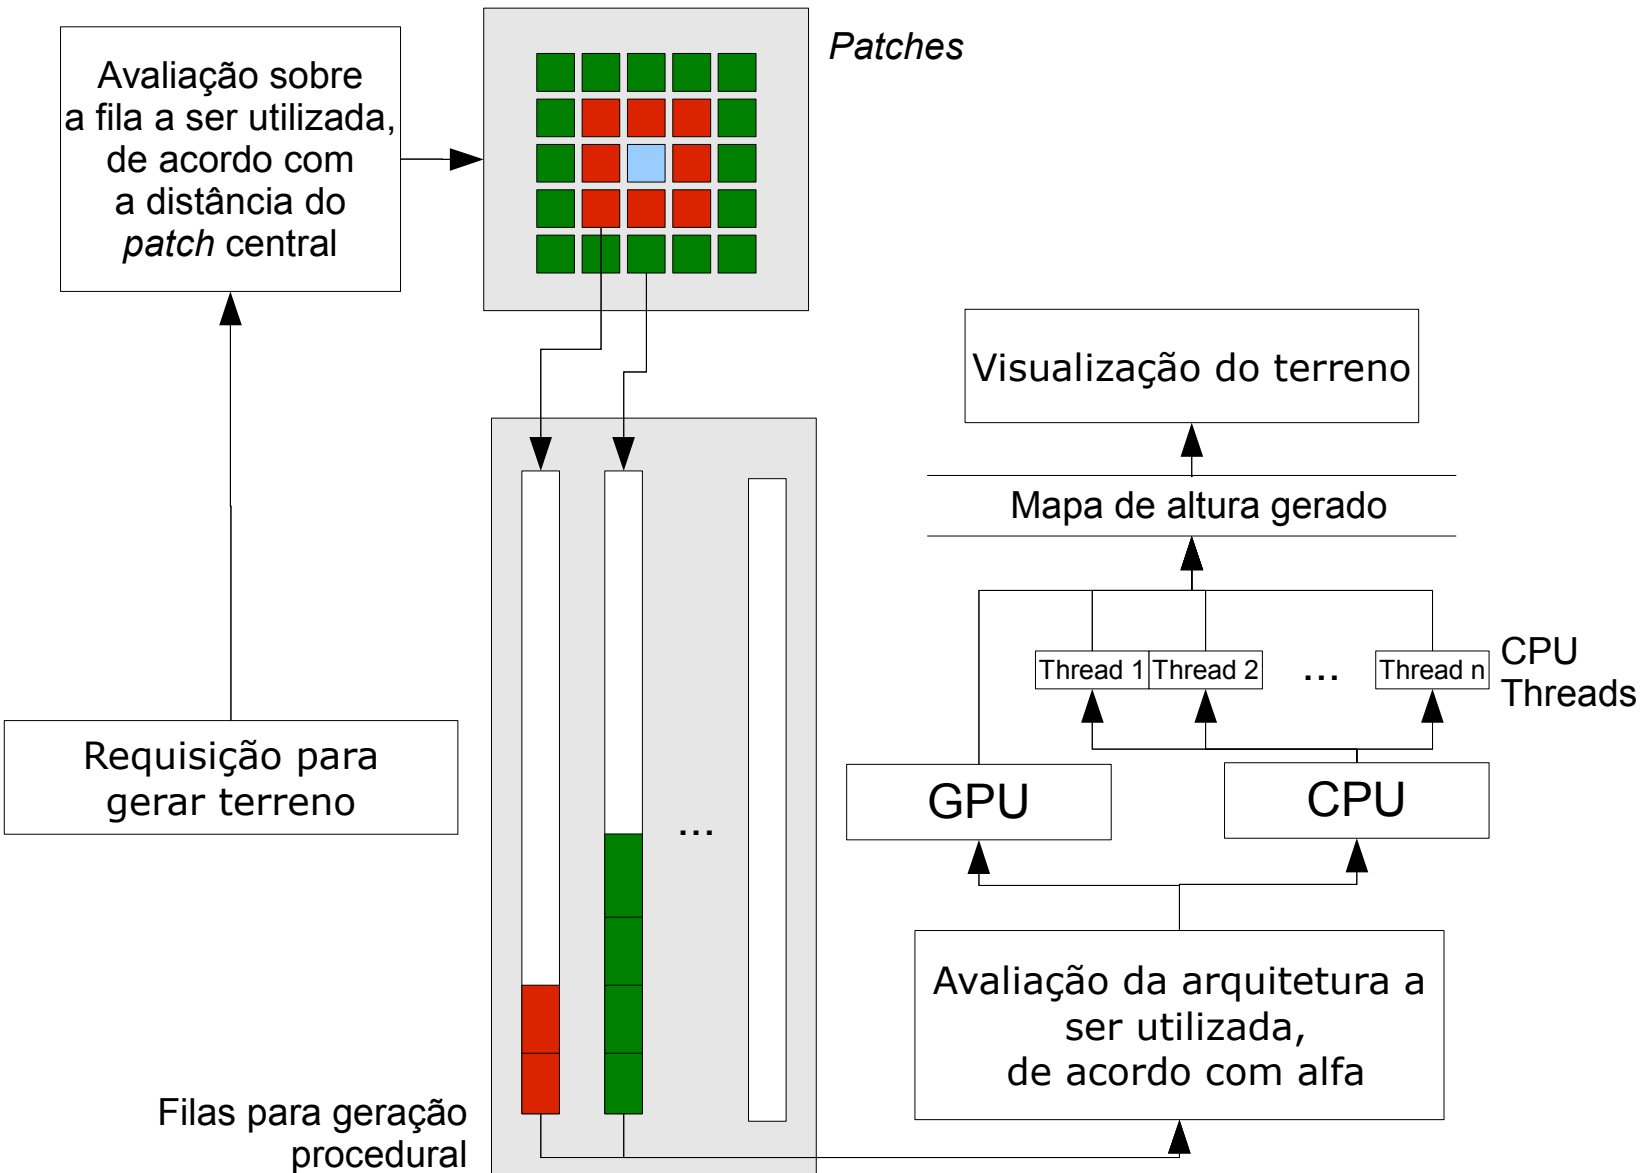 Avaliação sobre
a fila a ser utilizada,
de acordo com
a distância do
patch central
Patches
Requisição para
gerar terreno
...
Filas para geração
procedural
Visualização do terreno
Mapa de altura gerado
Thread 1
Thread 2
...
Thread n
CPU
Threads
GPU
CPU
Avaliação da arquitetura a
ser utilizada,
de acordo com alfa